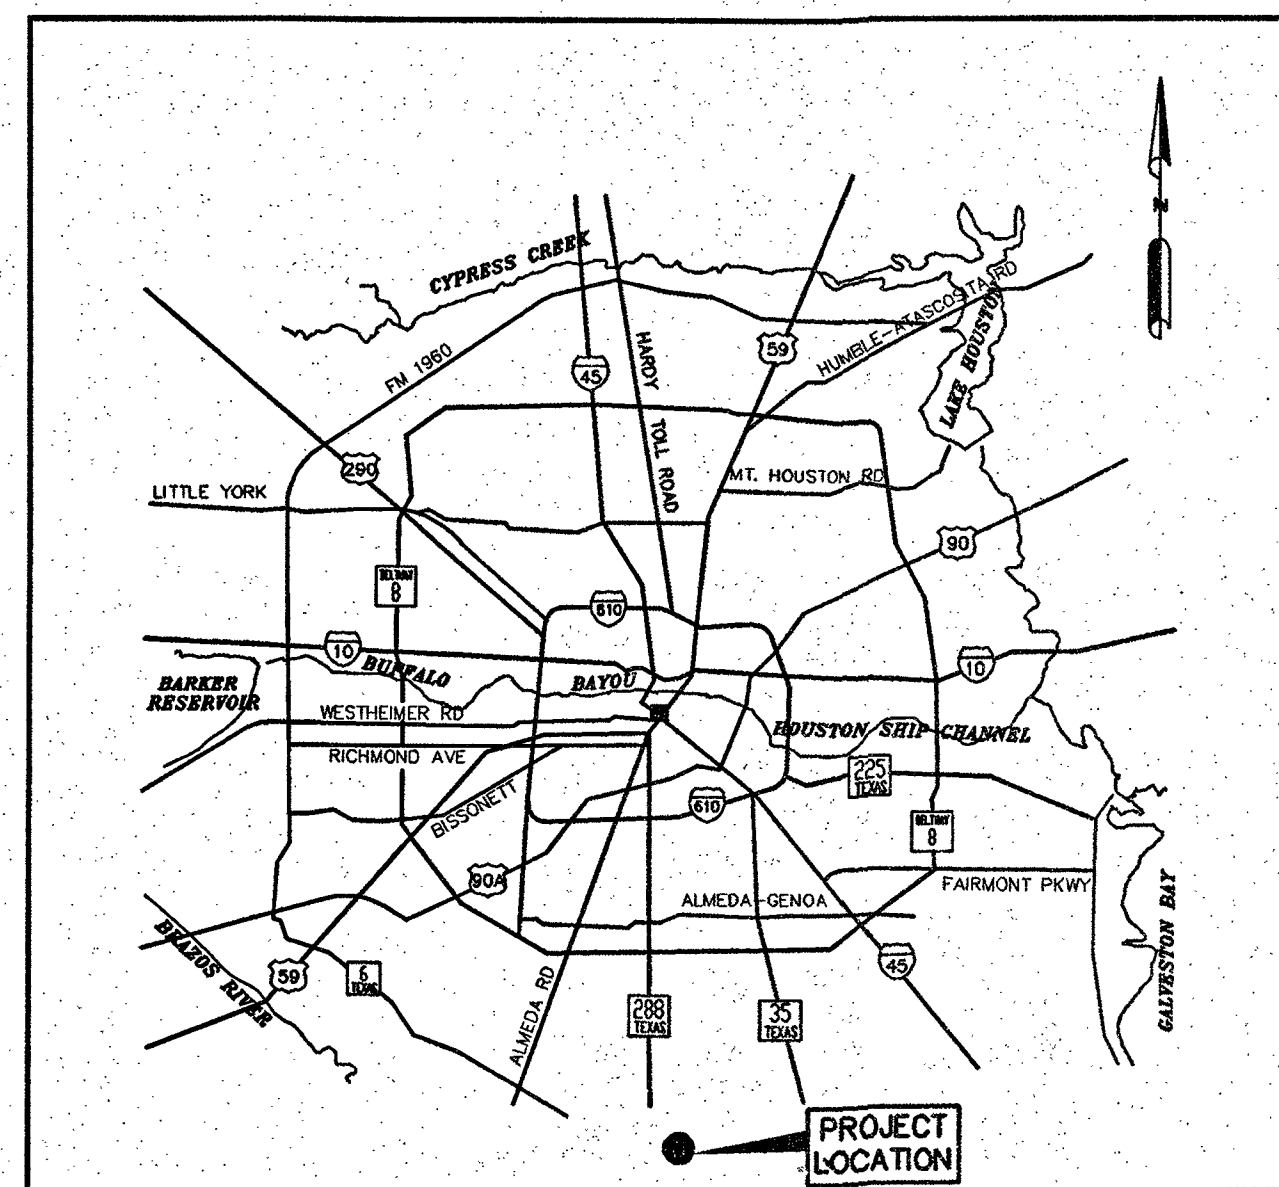 N
CYPRESS CREEK
HUMBLE-ATASCOSITA RD
FM 1960
45
HARDY
TOLL ROAD
59
LAKE HOUSTON
290
LITTLE YORK
MT. HOUSTON RD
90
BELTWAY
8
610
10
BUFFALO
BAYOU
10
BARKER
RESERVOIR
WESTHEIMER RD
HOUSTON SHIP CHANNEL
RICHMOND AVE
225
TEXAS
BISSONETT
610
BELTWAY
8
90A
FAIRMONT PKWY
ALMEDA-GENOA
BRAZOS RIVER
59
6
TEXAS
ALMEDA RD
288
TEXAS
35
TEXAS
45
GALVESTON BAY
PROJECT
LOCATION